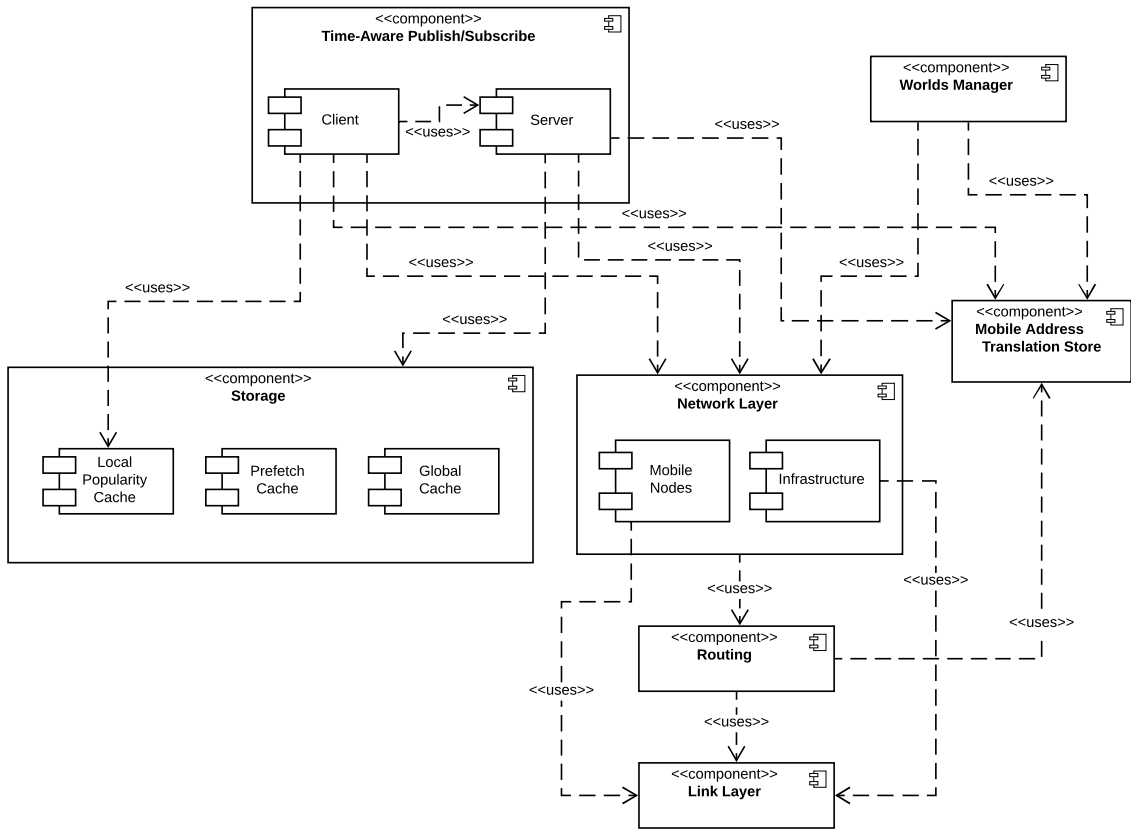 <<component>>
Time-Aware Publish/Subscribe
Client
<<uses>>
Server
<<uses>>
<<component>>
Worlds Manager
<<uses>>
<<uses>>
<<uses>>
<<uses>>
<<uses>>
<<uses>>
<<uses>>
<<component>>
Mobile Address
Translation Store
<<component>>
Storage
Local
Popularity
Cache
Prefetch
Cache
Global
Cache
<<component>>
Network Layer
Mobile
Nodes
Infrastructure
<<uses>>
<<uses>>
<<uses>>
<<component>>
Routing
<<uses>>
<<uses>>
<<component>>
Link Layer